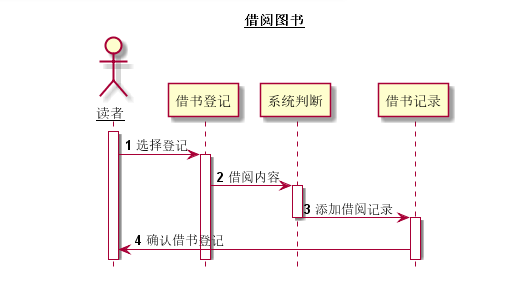 借阅图书
读者
借书登记
系统判断
借书记录
1 选择登记
2 借阅内容
3 添加借阅记录
4 确认借书登记